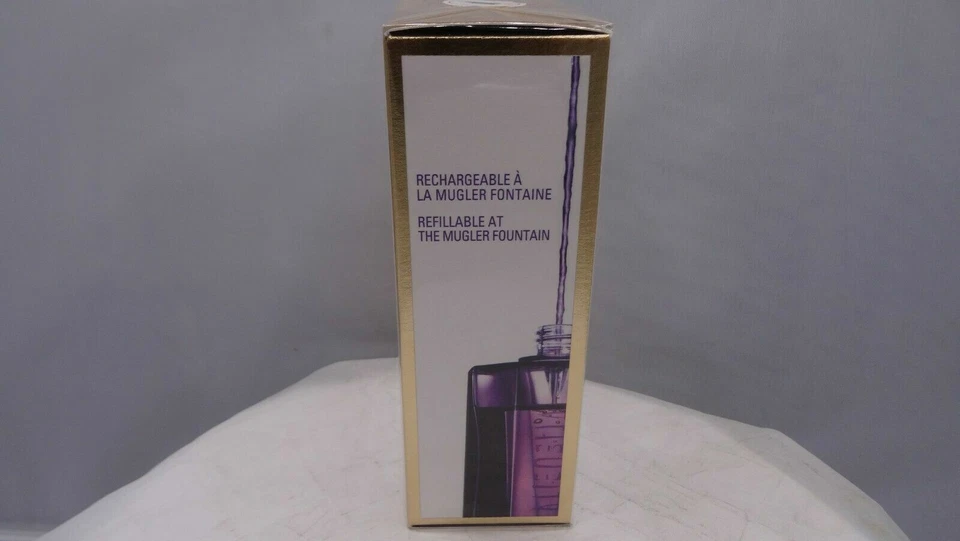 RECHARGEABLE À
LA MUGLER FONTAINE
REFILLABLE AT
THE MUGLER FOUNTAIN